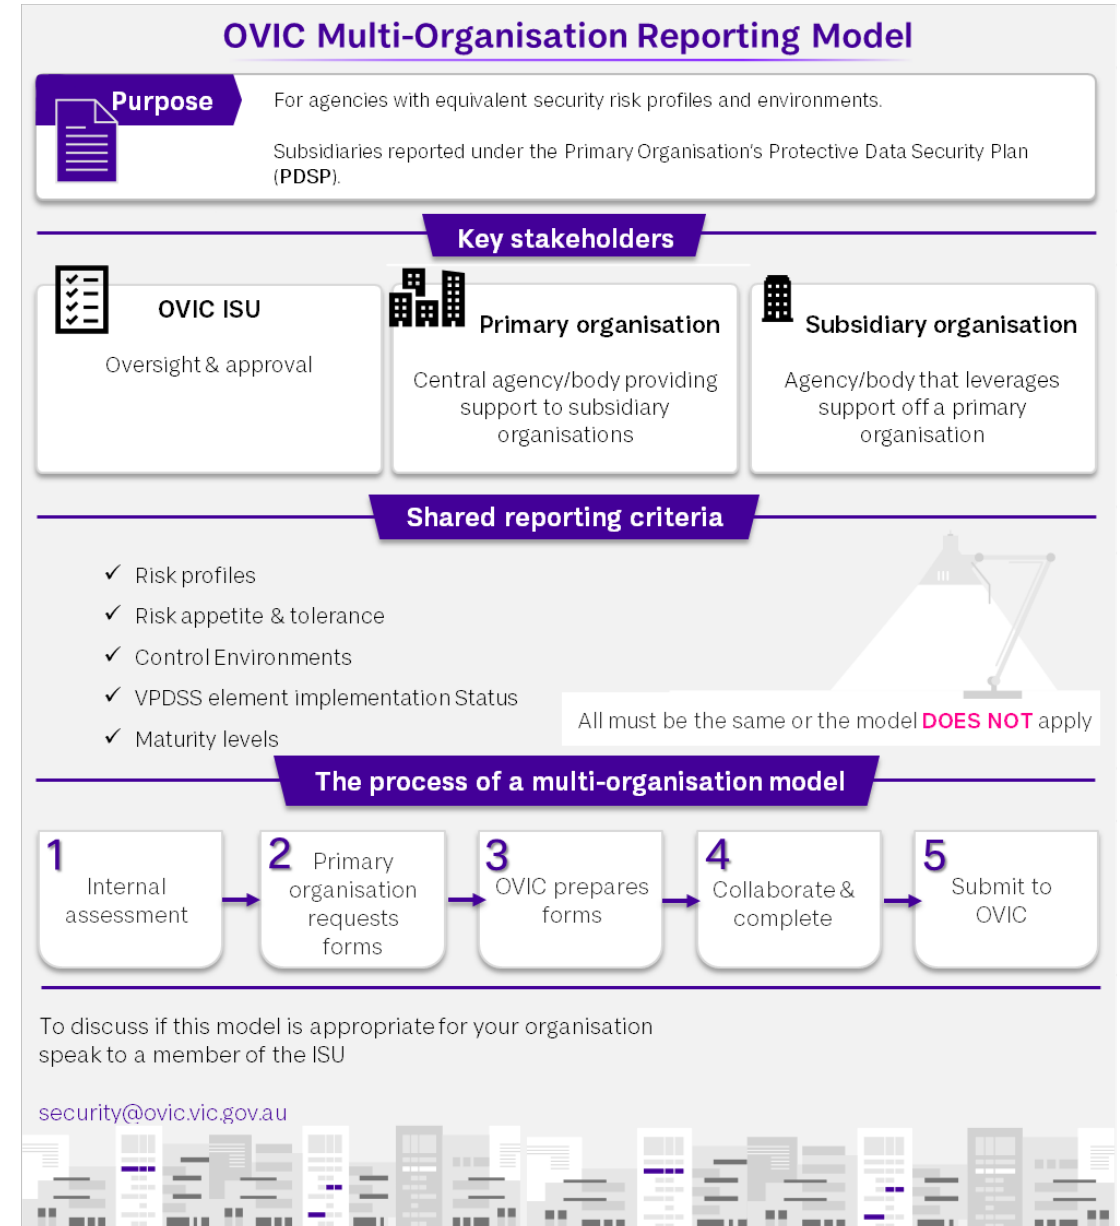 OVIC Multi-Organisation Reporting Model
Purpose
For agencies with equivalent security risk profiles and environments.
Subsidiaries reported under the Primary Organisation's Protective Data Security Plan
(PDSP).
Key stakeholders
OVIC ISU
Oversight & approval
Primary organisation
Central agency/body providing
support to subsidiary
organisations
Subsidiary organisation
Agency/body that leverages
support off a primary
organisation
Shared reporting criteria
✓ Risk profiles
✓ Risk appetite & tolerance
✓ Control Environments
✓ VPDSS element implementation Status
✓ Maturity levels
All must be the same or the model DOES NOT apply
The process of a multi-organisation model
1
Internal
assessment
2
Primary
organisation
requests
forms
3
OVIC prepares
forms
4
Collaborate &
complete
5
Submit to
OVIC
To discuss if this model is appropriate for your organisation
speak to a member of the ISU
security@ovic.vic.gov.au